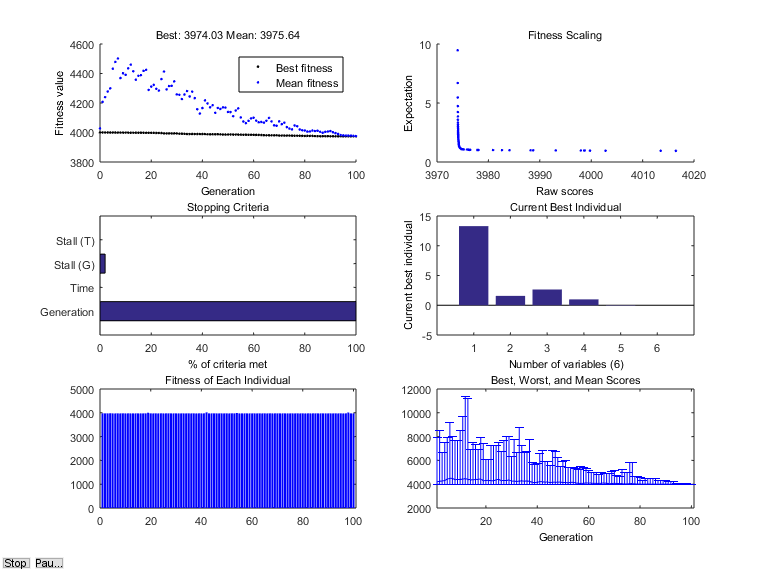 Best: 3974.03 Mean: 3975.64
4600
4400
4200
4000
3800
Fitness value
Best fitness
Mean fitness
0 20 40 60 80 100
Generation
Fitness Scaling
10
5
0
Expectation
3970 3980 3990 4000 4010 4020
Raw scores
Stopping Criteria
Stall (T)
Stall (G)
Time
Generation
0 20 40 60 80 100
% of criteria met
Current Best Individual
15
10
5
0
-5
Current best individual
1 2 3 4 5 6
Number of variables (6)
Fitness of Each Individual
5000
4000
3000
2000
1000
0
0 20 40 60 80 100
Best, Worst, and Mean Scores
12000
10000
8000
6000
4000
2000
20 40 60 80 100
Generation
Stop Pau...